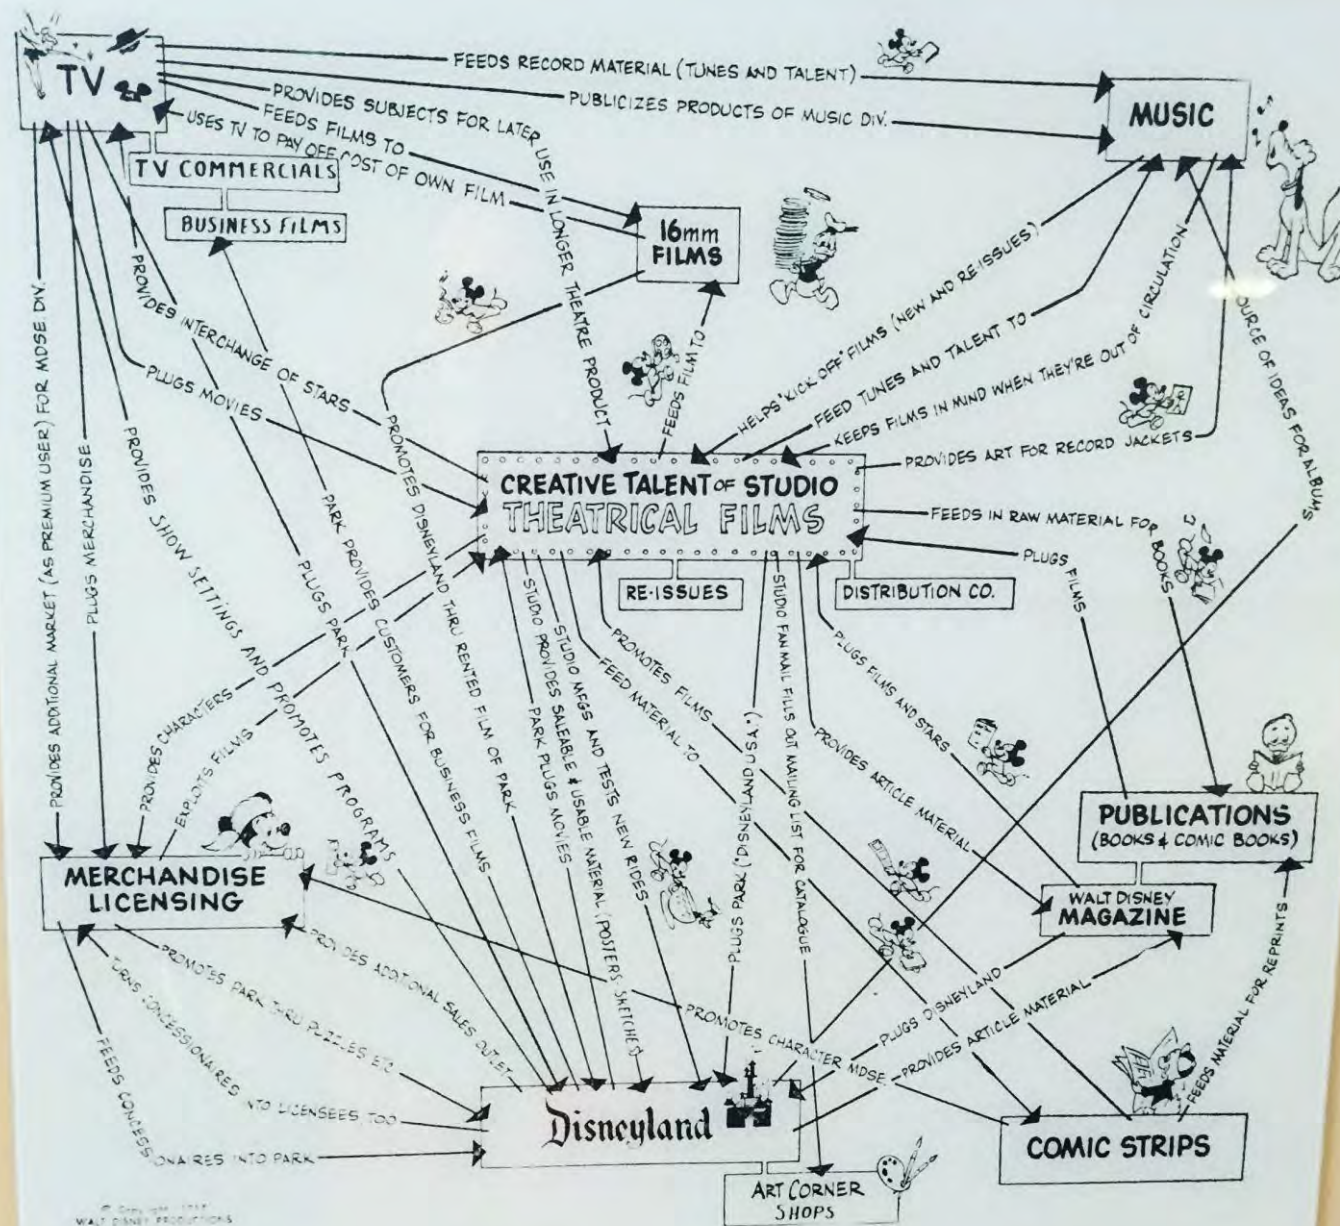 TV
FEEDS RECORD MATERIAL (TUNES AND TALENT)
PUBLICIZES PRODUCTS OF MUSIC DIV.
PROVIDES SUBJECTS FOR LATER USE IN LONGER THEATRE PRODUCT
FEEDS FILMS TO
USES TV TO PAY OFF COST OF OWN FILM
MUSIC
TV COMMERCIALS
BUSINESS FILMS
16mm
FILMS
PROVIDES INTERCHANGE OF STARS
PLUGS MOVIES
FEEDS FILM TO
HELPS "KICK OFF" FILMS (NEW AND RE-ISSUES)
FEED TUNES AND TALENT TO
KEEPS FILMS IN MIND WHEN THEY'RE OUT OF CIRCULATION
PROVIDES ART FOR RECORD JACKETS
OURCE OF IDEAS FOR ALBUMS
CREATIVE TALENT OF STUDIO
THEATRICAL FILMS
FEEDS IN RAW MATERIAL FOR BOOKS
PLUGS FILMS
RE-ISSUES
DISTRIBUTION CO.
PROVIDES ADDITIONAL MARKET (AS PREMIUM USER) FOR MDSE. DIV.
PLUGS MERCHANDISE
PROVIDES SHOW SETTINGS AND PROMOTES PROGRAMS
PLUGS PARK
PARK PROVIDES CUSTOMERS FOR BUSINESS FILMS
PROMOTES DISNEYLAND THRU RENTED FILM OF PARK
PROVIDES CHARACTERS
EXPLOITS FILMS
PARK PLUGS MOVIES
STUDIO PROVIDES SALEABLE & USABLE MATERIAL (POSTERS SKETCHES)
STUDIO MFGS AND TESTS NEW RIDES
FEED MATERIAL TO
PROMOTES FILMS
PLUGS PARK ("DISNEYLAND U.S.A.")
STUDIO FAN MAIL FILLS OUT MAILING LIST FOR CATALOGUE
PROVIDES ARTICLE MATERIAL
PLUGS FILMS AND STARS
PUBLICATIONS
(BOOKS & COMIC BOOKS)
WALT DISNEY
MAGAZINE
MERCHANDISE
LICENSING
PROVIDES ADDITIONAL SALES OUTLET
PROMOTES PARK THRU PUZZLES ETC
TURNS CONCESSIONAIRES INTO LICENSEES TOO
FEEDS CONCESSIONAIRES INTO PARK
PROMOTES CHARACTER MDSE.
PLUGS DISNEYLAND
PROVIDES ARTICLE MATERIAL
FEEDS MATERIAL FOR REPRINTS
Disneyland
COMIC STRIPS
ART CORNER
SHOPS
WALT DISNEY PRODUCTIONS